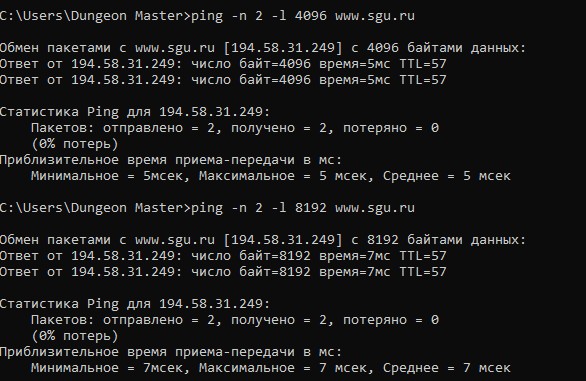 C:\Users\Dungeon Master>ping -n 2 -l 4096 www.sgu.ru
Обмен пакетами с www.sgu.ru [194.58.31.249] с 4096 байтами данных:
Ответ от 194.58.31.249: число байт=4096 время=5мс TTL=57
Ответ от 194.58.31.249: число байт=4096 время=5мс TTL=57
Статистика Ping для 194.58.31.249:
Пакетов: отправлено = 2, получено = 2, потеряно = 0
(0% потерь)
Приблизительное время приема-передачи в мс:
Минимальное = 5мсек, Максимальное = 5 мсек, Среднее = 5 мсек
C:\Users\Dungeon Master>ping -n 2 -l 8192 www.sgu.ru
Обмен пакетами с www.sgu.ru [194.58.31.249] с 8192 байтами данных:
Ответ от 194.58.31.249: число байт=8192 время=7мс TTL=57
Ответ от 194.58.31.249: число байт=8192 время=7мс TTL=57
Статистика Ping для 194.58.31.249:
Пакетов: отправлено = 2, получено = 2, потеряно = 0
(0% потерь)
Приблизительное время приема-передачи в мс:
Минимальное = 7мсек, Максимальное = 7 мсек, Среднее = 7 мсек